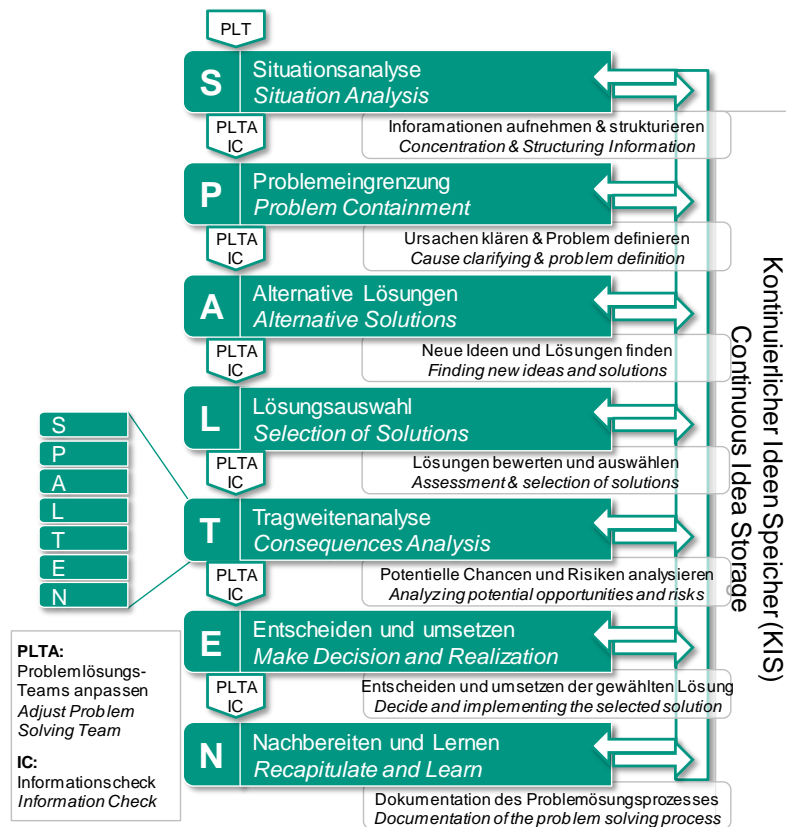 PLT
S
Situationsanalyse
Situation Analysis
PLTA
IC
Inforamationen aufnehmen & strukturieren
Concentration & Structuring Information
P
Problemeingrenzung
Problem Containment
PLTA
IC
Ursachen klären & Problem definieren
Cause clarifying & problem definition
A
Alternative Lösungen
Alternative Solutions
PLTA
IC
Neue Ideen und Lösungen finden
Finding new ideas and solutions
L
Lösungsauswahl
Selection of Solutions
PLTA
IC
Lösungen bewerten und auswählen
Assessment & selection of solutions
T
Tragweitenanalyse
Consequences Analysis
PLTA
IC
Potentielle Chancen und Risiken analysieren
Analyzing potential opportunities and risks
E
Entscheiden und umsetzen
Make Decision and Realization
PLTA
IC
Entscheiden und umsetzen der gewählten Lösung
Decide and implementing the selected solution
N
Nachbereiten und Lernen
Recapitulate and Learn
Dokumentation des Problemösungsprozesses
Documentation of the problem solving process
Kontinuierlicher Ideen Speicher (KIS)
Continuous Idea Storage
S
P
A
L
T
E
N
PLTA:
Problemlösungs-
Teams anpassen
Adjust Problem
Solving Team
IC:
Informationscheck
Information Check